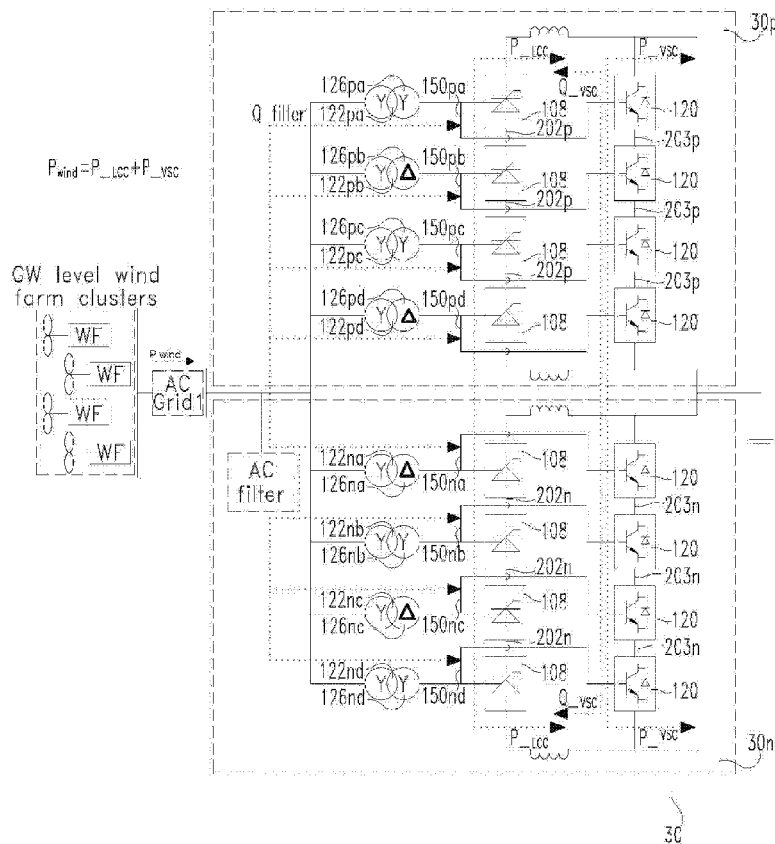 30p
P_LCC
P_VSC
Q_VSC
126pa
150pa
Q filter
122pa
108
202p
120
203p
126pb
Δ
150pb
122pb
108
202p
120
203p
Pwind=P_LCC+P_VSC
126pc
150pc
122pc
108
202p
120
203p
126pd
Δ
150pd
122pd
108
120
GW level wind
farm clusters
WF
WF
WF
WF
P wind
AC
Grid1
AC
filter
122na
Δ
126na
150na
108
202n
120
203n
122nb
126nb
150nb
108
202n
120
203n
122nc
Δ
126nc
150nc
108
202n
120
203n
122nd
126nd
150nd
108
120
Q_VSC
P_LCC
P_VSC
30n
30
Y Y
Y
Y Y
Y
Y
Y Y
Y
Y Y